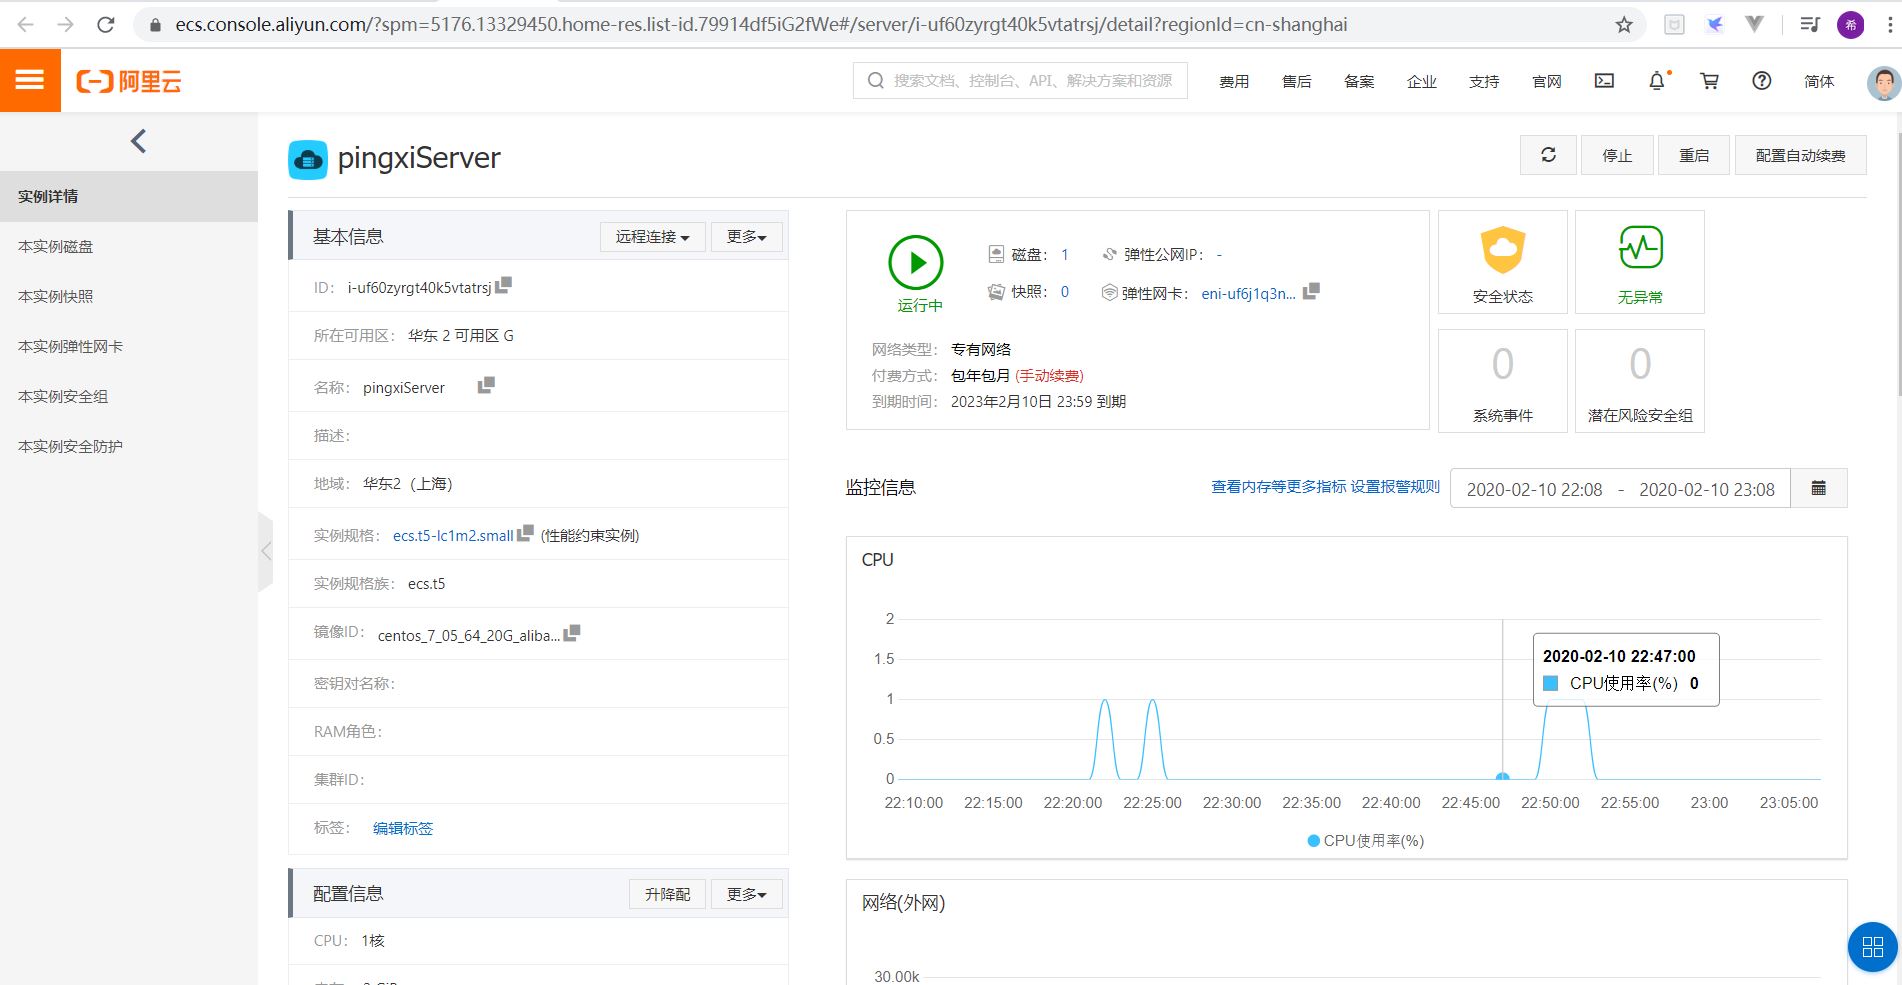 ecs.console.aliyun.com/?spm=5176.13329450.home-res.list-id.79914df5iG2fWe#/server/i-uf60zyrgt40k5vtatrsj/detail?regionId=cn-shanghai
希
阿里云
搜索文档、控制台、API、解决方案和资源
费用 售后 备案 企业 支持 官网 简体
pingxiServer
停止 重启 配置自动续费
实例详情
本实例磁盘
本实例快照
本实例弹性网卡
本实例安全组
本实例安全防护
基本信息 远程连接 更多
ID: i-uf60zyrgt40k5vtatrsj
所在可用区: 华东 2 可用区 G
名称: pingxiServer
描述:
地域: 华东2（上海）
实例规格: ecs.t5-lc1m2.small (性能约束实例)
实例规格族: ecs.t5
镜像ID: centos_7_05_64_20G_aliba...
密钥对名称:
RAM角色:
集群ID:
标签: 编辑标签
配置信息 升降配 更多
CPU: 1核
运行中
磁盘: 1 弹性公网IP: -
快照: 0 弹性网卡: eni-uf6j1q3n...
网络类型: 专有网络
付费方式: 包年包月 (手动续费)
到期时间: 2023年2月10日 23:59 到期
安全状态
无异常
0
系统事件
0
潜在风险安全组
监控信息 查看内存等更多指标 设置报警规则 2020-02-10 22:08 - 2020-02-10 23:08
CPU
2
1.5
1
0.5
0
2020-02-10 22:47:00
CPU使用率(%) 0
22:10:00 22:15:00 22:20:00 22:25:00 22:30:00 22:35:00 22:40:00 22:45:00 22:50:00 22:55:00 23:00 23:05:00
CPU使用率(%)
网络(外网)
30.00k